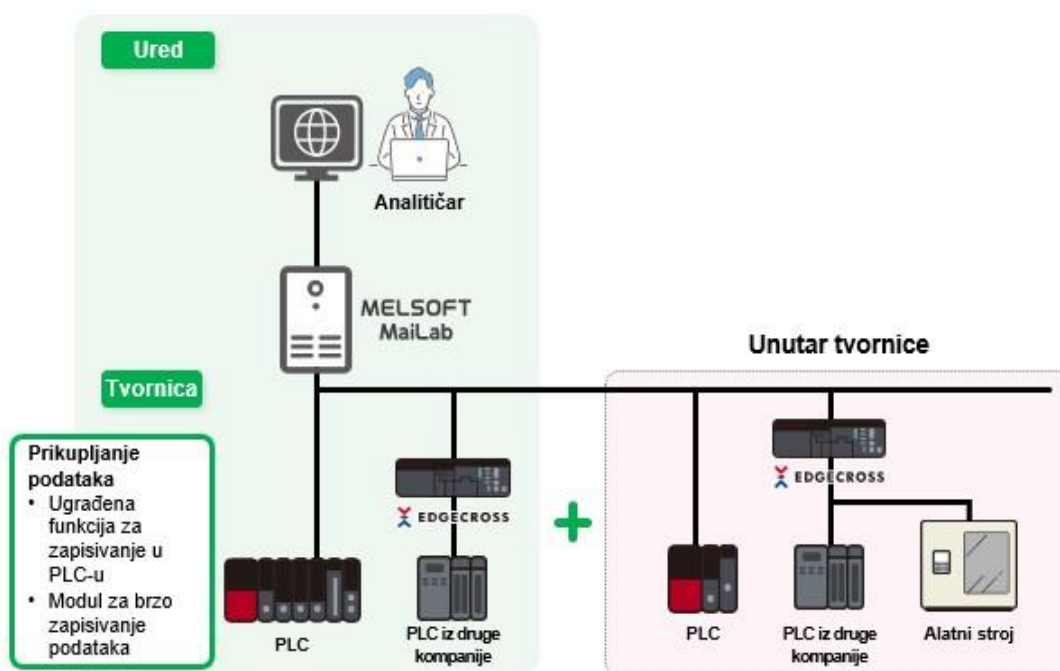 Ured
Analitičar
MELSOFT
MaiLab
Unutar tvornice
Tvornica
Prikupljanje
podataka
• Ugrađena
funkcija za
zapisivanje u
PLC-u
• Modul za brzo
zapisivanje
podataka
EDGECROSS
PLC
PLC iz druge
kompanije
EDGECROSS
PLC
PLC iz druge
kompanije
Alatni stroj